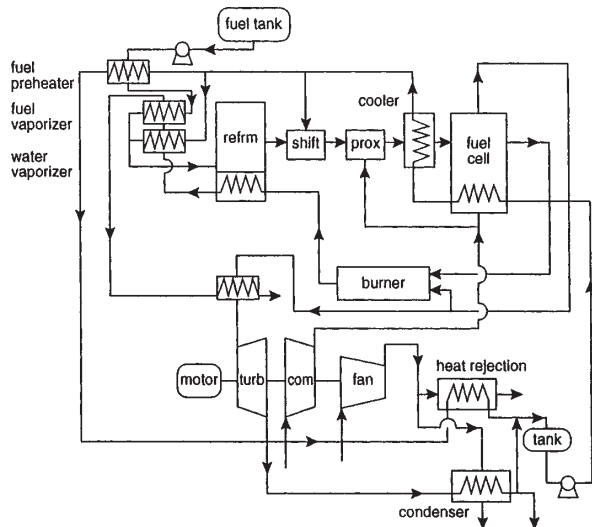 fuel tank
fuel
preheater
fuel
vaporizer
water
vaporizer
refrm
shift
prox
cooler
fuel
cell
burner
motor
turb
com
fan
heat rejection
tank
condenser